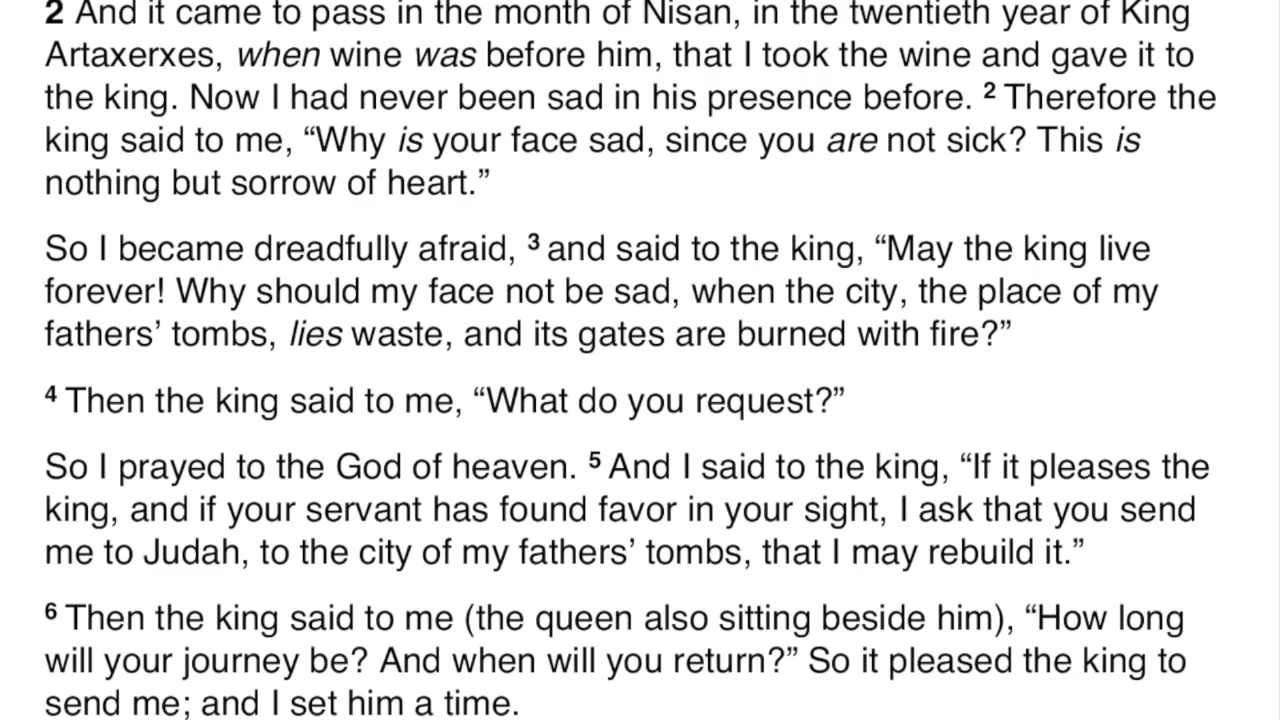 2 And it came to pass in the month of Nisan, in the twentieth year of King
Artaxerxes, when wine was before him, that I took the wine and gave it to
the king. Now I had never been sad in his presence before. 2 Therefore the
king said to me, “Why is your face sad, since you are not sick? This is
nothing but sorrow of heart.”
So I became dreadfully afraid, 3 and said to the king, “May the king live
forever! Why should my face not be sad, when the city, the place of my
fathers’ tombs, lies waste, and its gates are burned with fire?”
4 Then the king said to me, “What do you request?”
So I prayed to the God of heaven. 5 And I said to the king, “If it pleases the
king, and if your servant has found favor in your sight, I ask that you send
me to Judah, to the city of my fathers’ tombs, that I may rebuild it.”
6 Then the king said to me (the queen also sitting beside him), “How long
will your journey be? And when will you return?” So it pleased the king to
send me; and I set him a time.